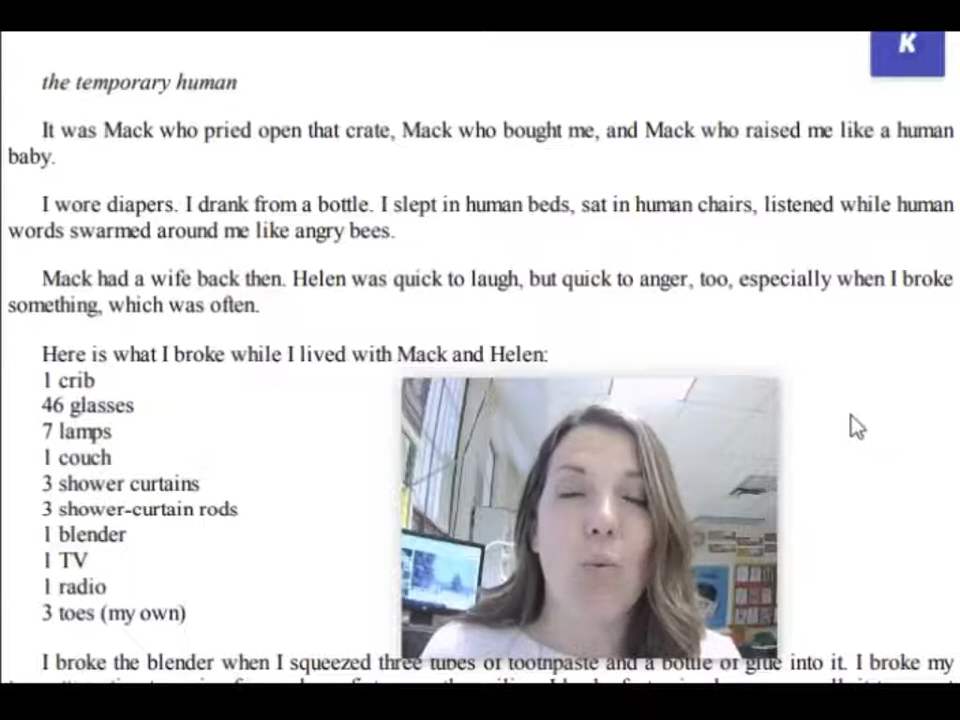 K
the temporary human
It was Mack who pried open that crate, Mack who bought me, and Mack who raised me like a human
baby.
I wore diapers. I drank from a bottle. I slept in human beds, sat in human chairs, listened while human
words swarmed around me like angry bees.
Mack had a wife back then. Helen was quick to laugh, but quick to anger, too, especially when I broke
something, which was often.
Here is what I broke while I lived with Mack and Helen:
1 crib
46 glasses
7 lamps
1 couch
3 shower curtains
3 shower-curtain rods
1 blender
1 TV
1 radio
3 toes (my own)
I broke the blender when I squeezed three tubes of toothpaste and a bottle of glue into it. I broke my